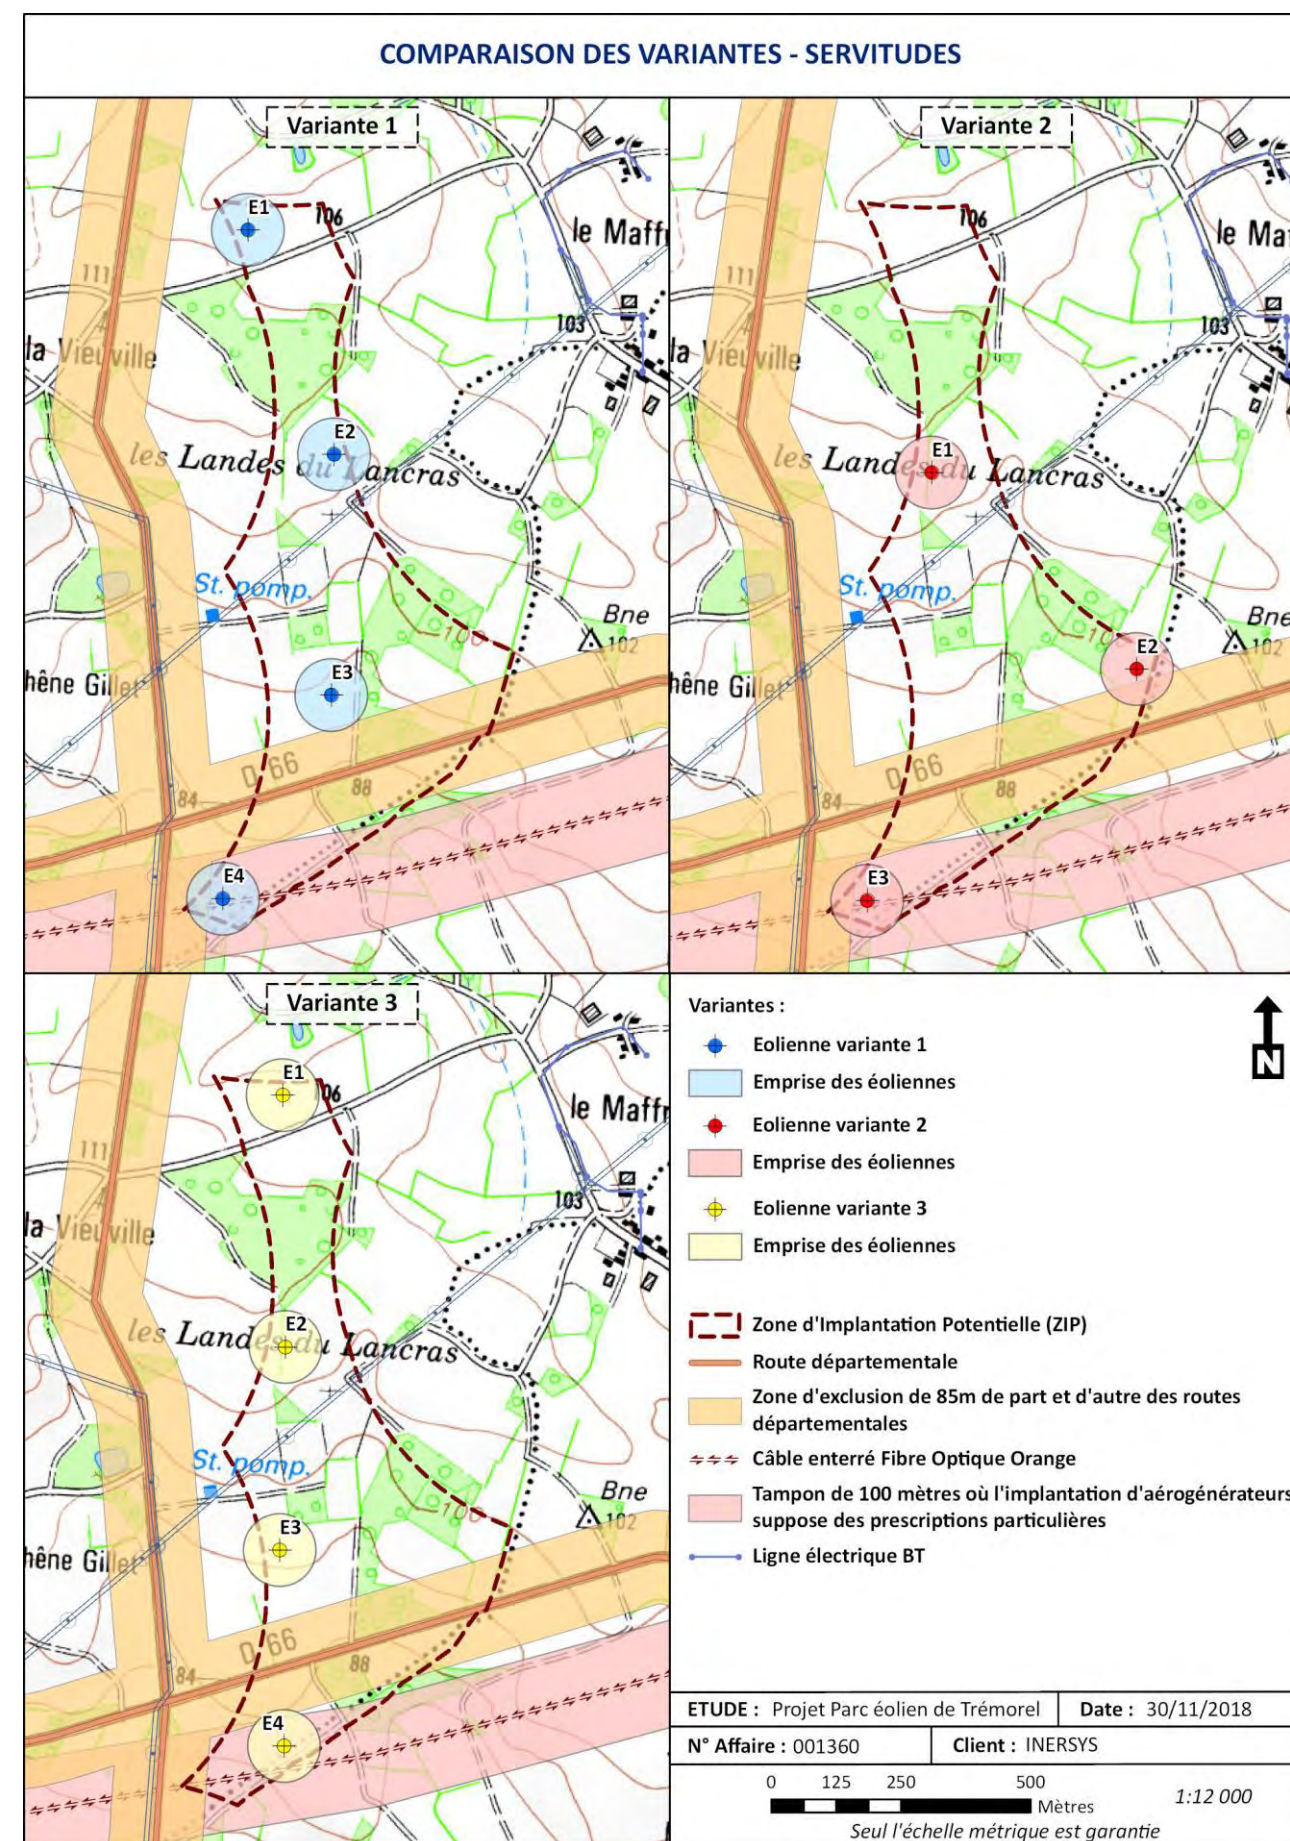 COMPARAISON DES VARIANTES - SERVITUDES
Variante 1
E1
106
le Maffr
111
la Vieuville
103
E2
les Landes du Lancras
St. pomp.
Bne
102
100
E3
hêne Gillet
D 66
84
88
E4
Variante 2
106
le Maf
111
la Vieuville
103
E1
les Landes du Lancras
St. pomp.
Bne
102
E2
hêne Gillet
D 66
84
88
E3
Variante 3
E1
106
le Maffr
111
la Vieuville
103
E2
les Landes du Lancras
St. pomp.
Bne
102
100
E3
hêne Gillet
D 66
84
88
E4
Variantes :
Eolienne variante 1
Emprise des éoliennes
Eolienne variante 2
Emprise des éoliennes
Eolienne variante 3
Emprise des éoliennes
N
Zone d'Implantation Potentielle (ZIP)
Route départementale
Zone d'exclusion de 85m de part et d'autre des routes
départementales
Câble enterré Fibre Optique Orange
Tampon de 100 mètres où l'implantation d'aérogénérateurs
suppose des prescriptions particulières
Ligne électrique BT
ETUDE : Projet Parc éolien de Trémorel Date : 30/11/2018
N° Affaire : 001360 Client : INERSYS
0 125 250 500
Mètres
1:12 000
Seul l'échelle métrique est garantie